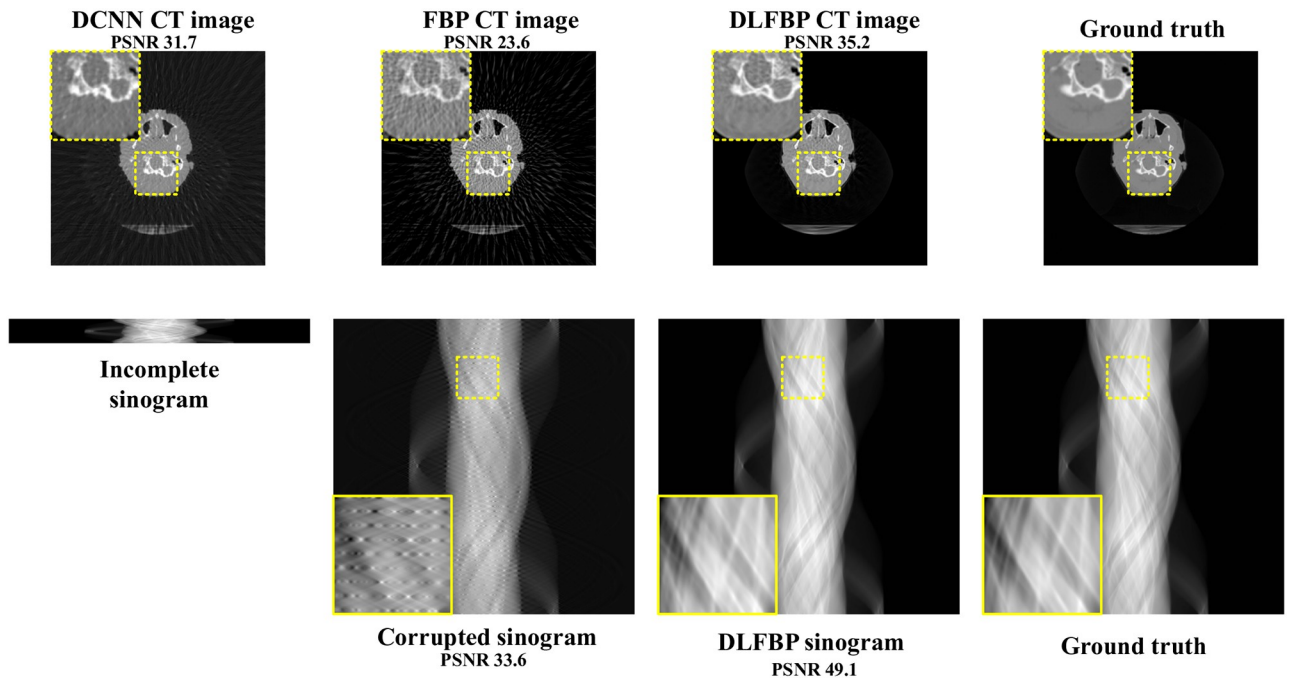 DCNN CT image
PSNR 31.7
FBP CT image
PSNR 23.6
DLFBP CT image
PSNR 35.2
Ground truth
Incomplete
sinogram
Corrupted sinogram
PSNR 33.6
DLFBP sinogram
PSNR 49.1
Ground truth